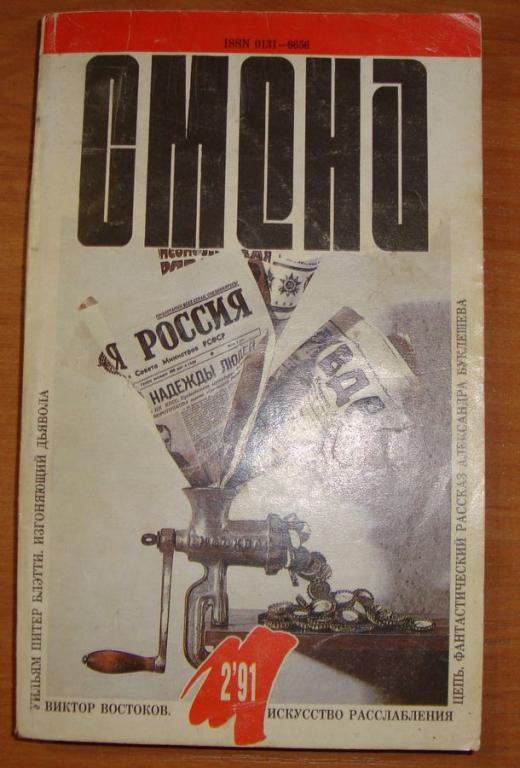 ISSN 0131—6656
смена
Я РОССИЯ
Совета Министров РСФСР
НАДЕЖДЫ ЛЮДЕЙ
УИЛЬЯМ ПИТЕР БЛЭТТИ. ИЗГОНЯЮЩИЙ ДЬЯВОЛА
ЦЕПЬ. ФАНТАСТИЧЕСКИЙ РАССКАЗ АЛЕКСАНДРА БУКЛЕШЕВА
2'91
ВИКТОР ВОСТОКОВ. ИСКУССТВО РАССЛАБЛЕНИЯ